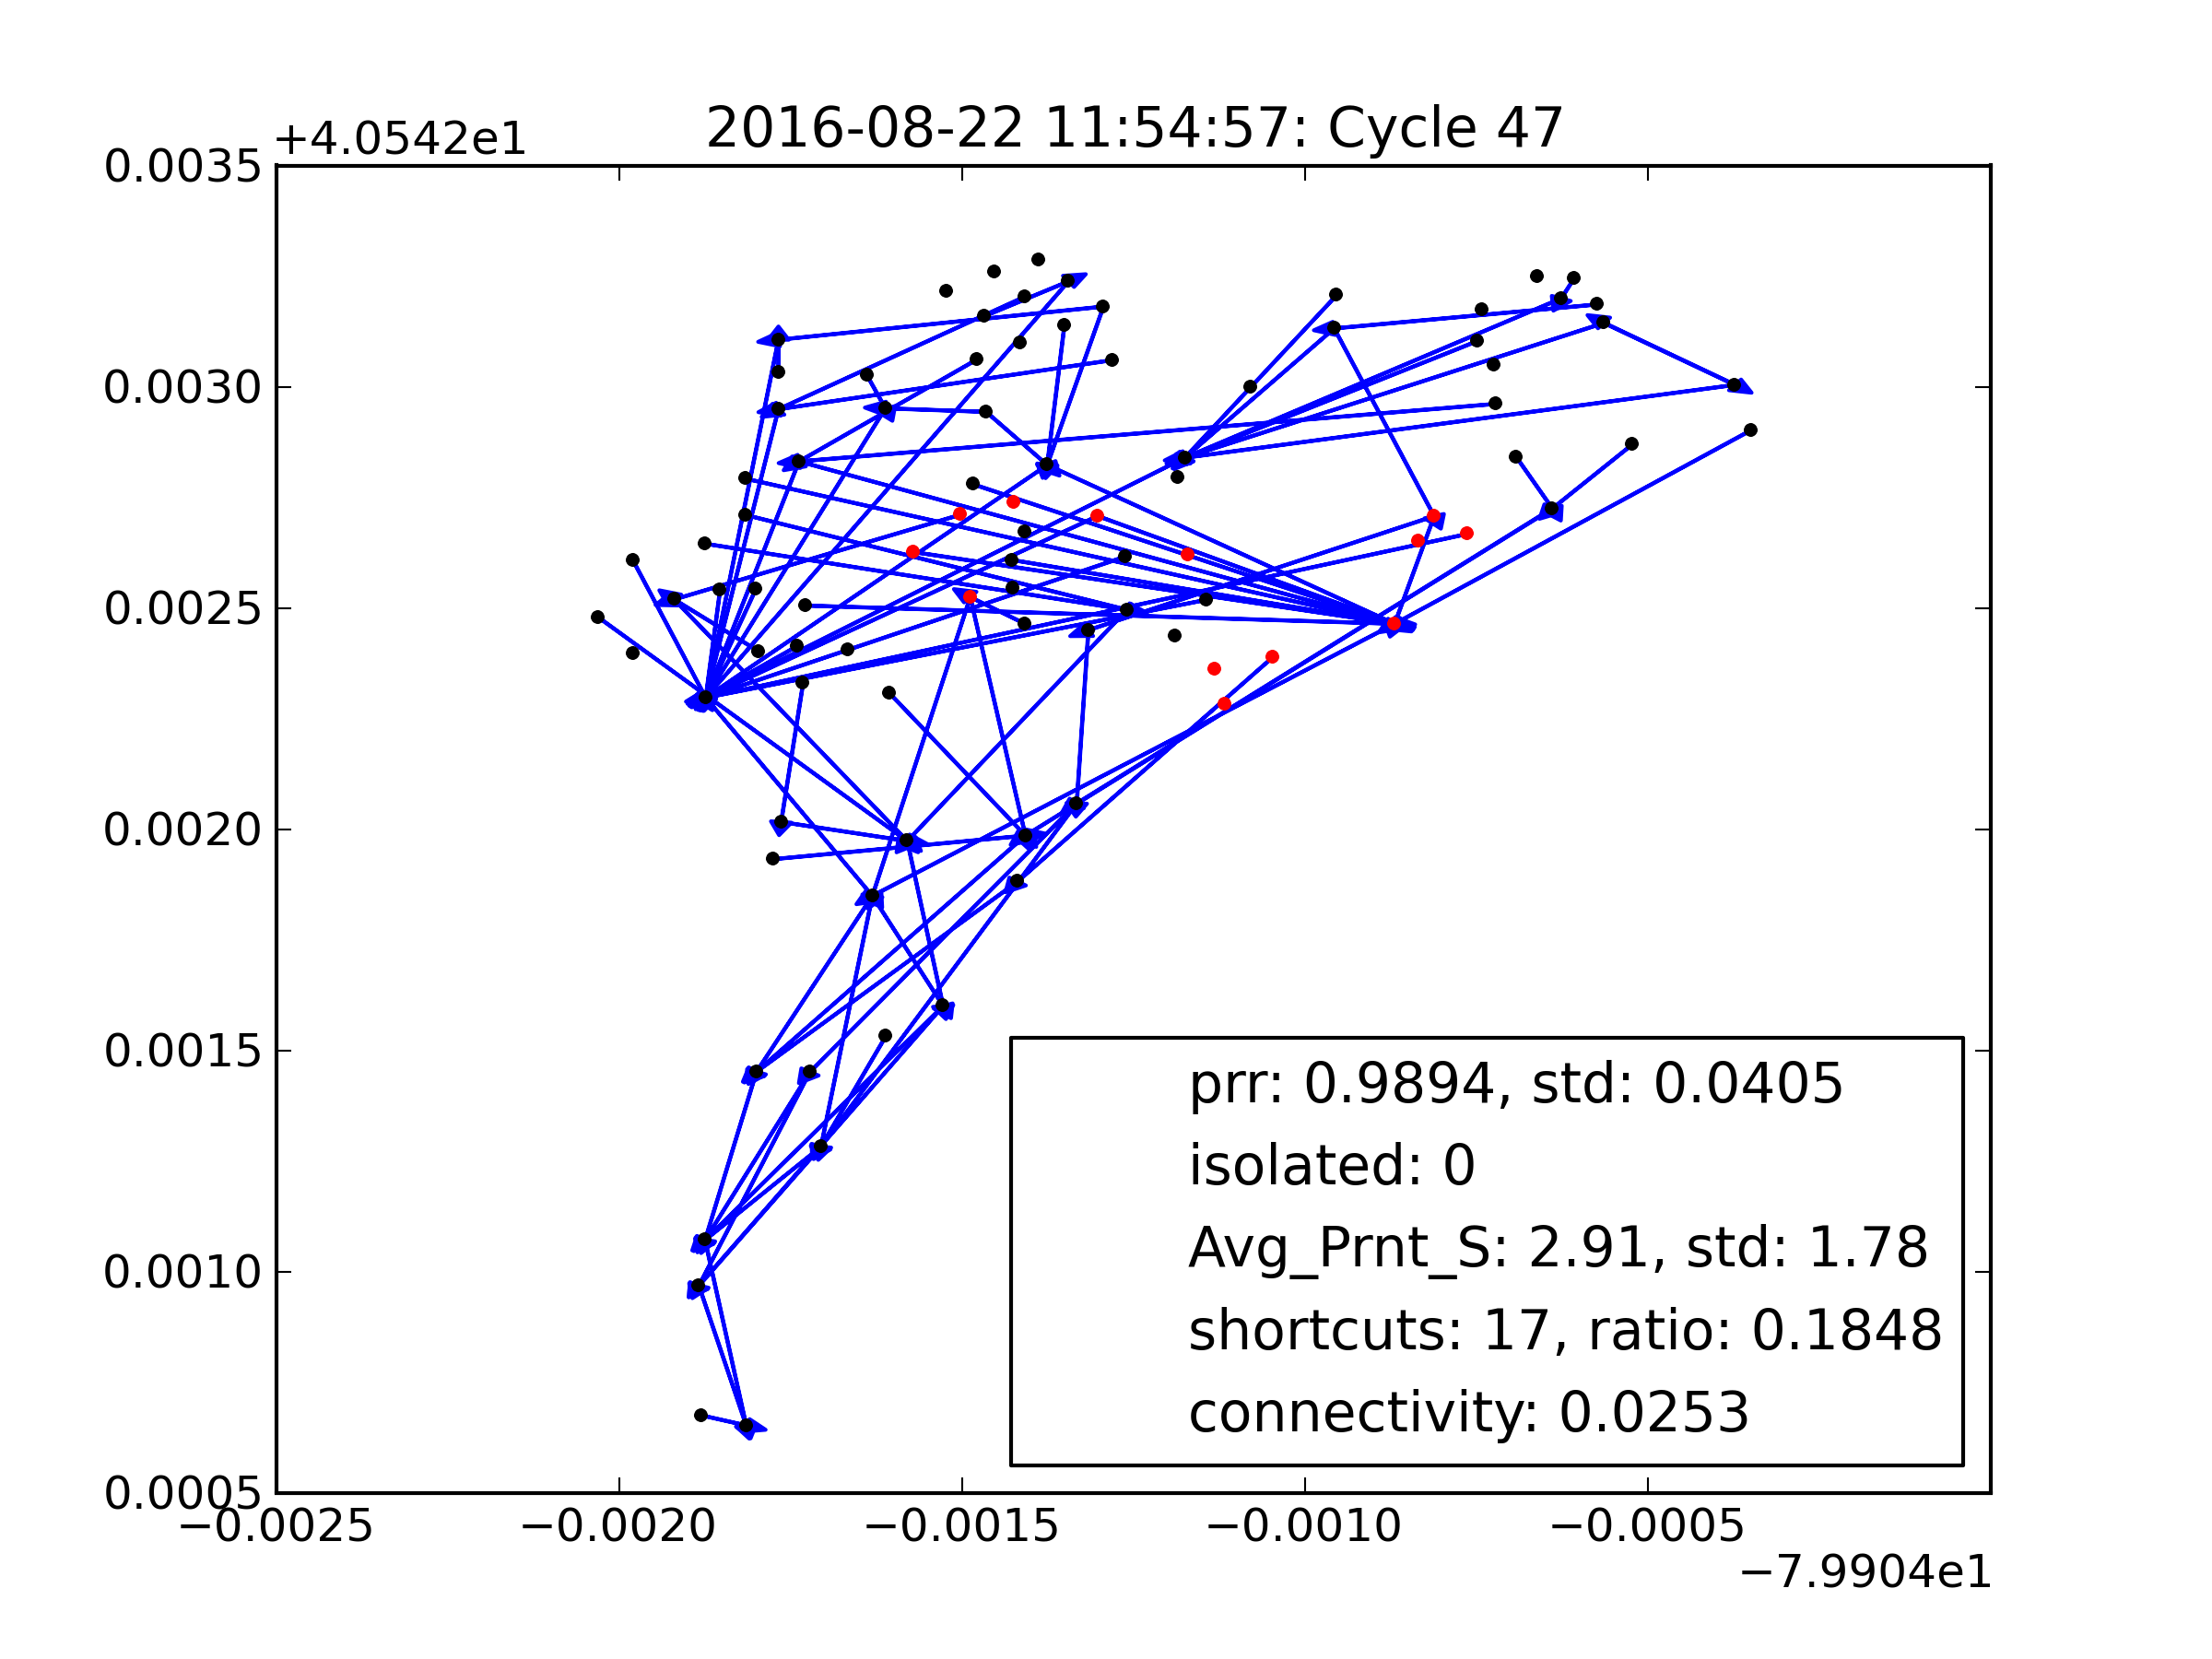 2016-08-22 11:54:57: Cycle 47
+4.0542e1
0.0035
0.0030
0.0025
0.0020
0.0015
0.0010
0.0005
prr: 0.9894, std: 0.0405
isolated: 0
Avg_Prnt_S: 2.91, std: 1.78
shortcuts: 17, ratio: 0.1848
connectivity: 0.0253
−0.0025 −0.0020 −0.0015 −0.0010 −0.0005
−7.9904e1